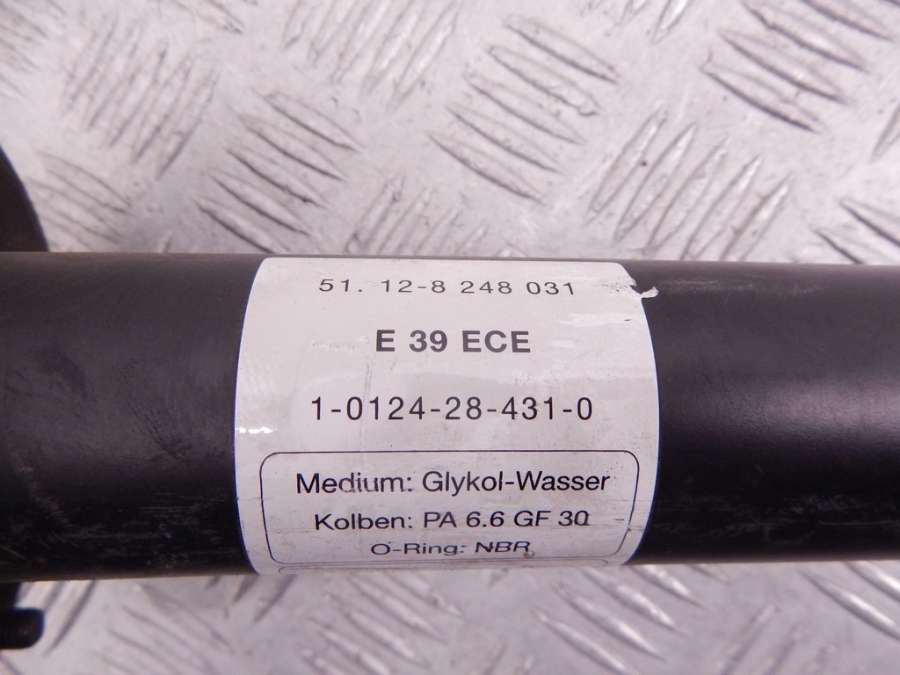 51. 12-8 248 031
E 39 ECE
1-0124-28-431-0
Medium: Glykol-Wasser
Kolben: PA 6.6 GF 30
O-Ring: NBR